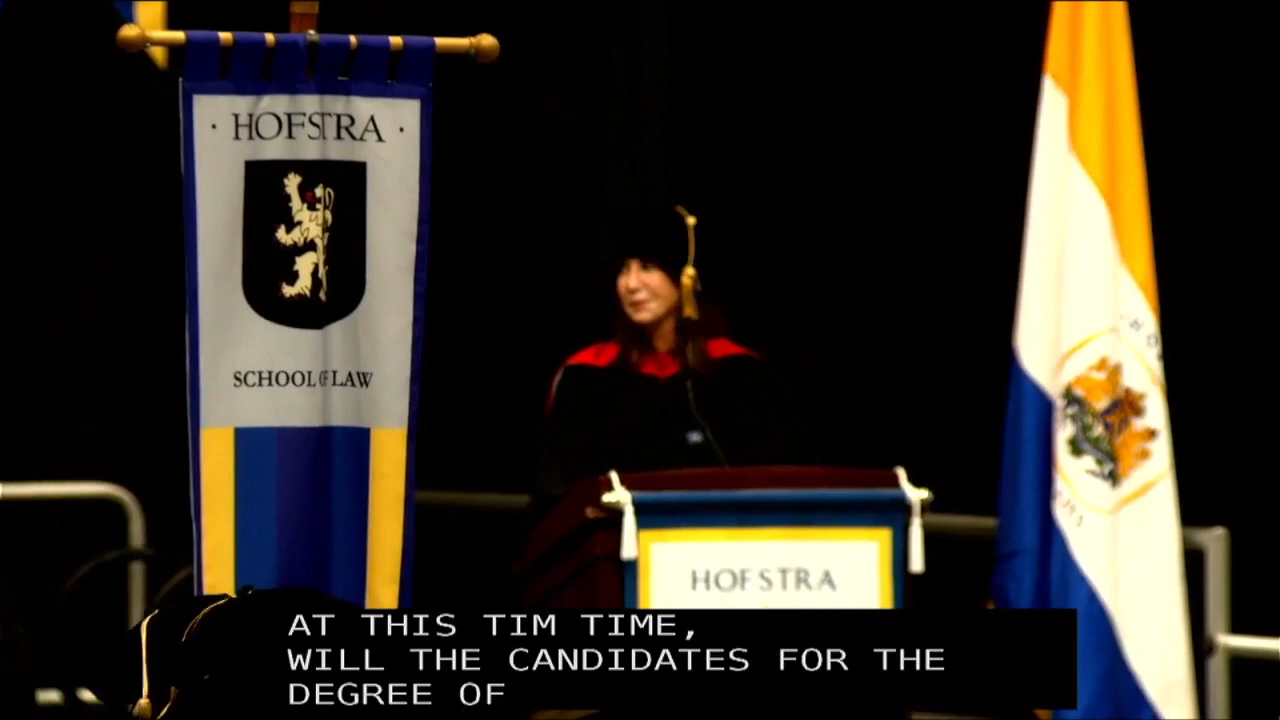 · HOFSTRA ·
SCHOOL OF LAW
HOFSTRA
AT THIS TIM TIME,
WILL THE CANDIDATES FOR THE
DEGREE OF